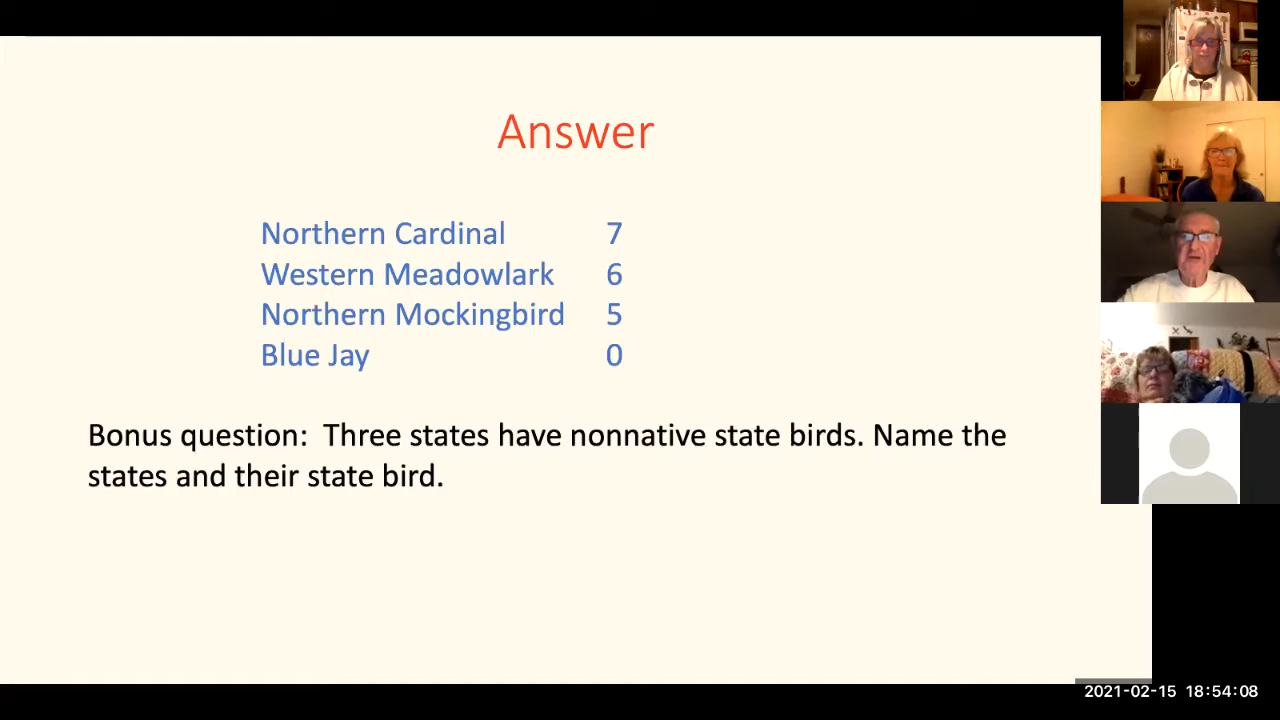 Answer
Northern Cardinal 7
Western Meadowlark 6
Northern Mockingbird 5
Blue Jay 0
Bonus question: Three states have nonnative state birds. Name the
states and their state bird.
2021-02-15 18:54:08